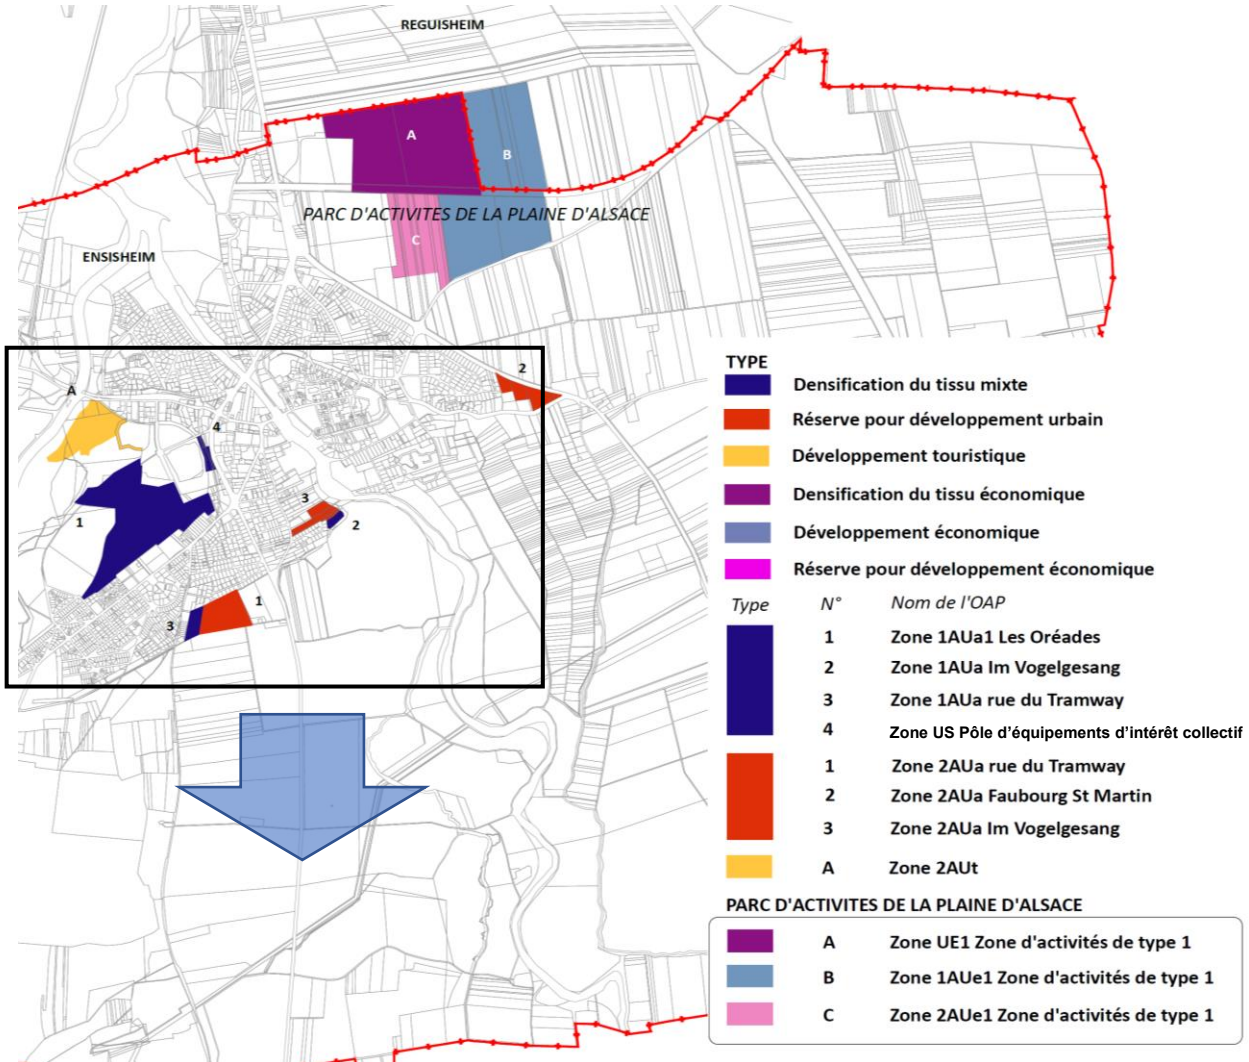 REGUISHEIM
A
B
PARC D'ACTIVITES DE LA PLAINE D'ALSACE
C
ENSISHEIM
A
2
4
3
2
1
1
3
TYPE
Densification du tissu mixte
Réserve pour développement urbain
Développement touristique
Densification du tissu économique
Développement économique
Réserve pour développement économique
Type N° Nom de l'OAP
1 Zone 1AUa1 Les Oréades
2 Zone 1AUa Im Vogelgesang
3 Zone 1AUa rue du Tramway
4 Zone US Pôle d'équipements d'intérêt collectif
1 Zone 2AUa rue du Tramway
2 Zone 2AUa Faubourg St Martin
3 Zone 2AUa Im Vogelgesang
A Zone 2AUt
PARC D'ACTIVITES DE LA PLAINE D'ALSACE
A Zone UE1 Zone d'activités de type 1
B Zone 1AUe1 Zone d'activités de type 1
C Zone 2AUe1 Zone d'activités de type 1